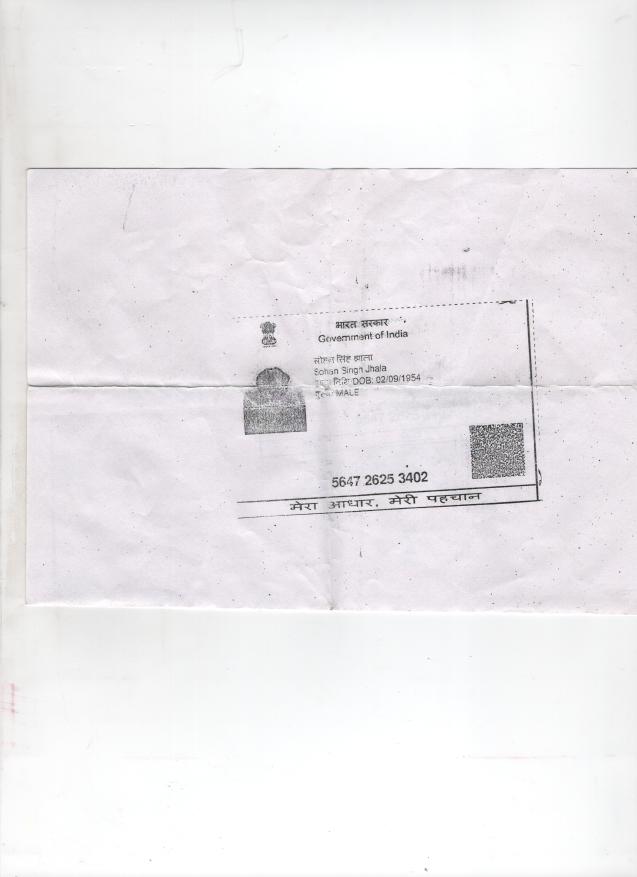 भारत सरकार
Government of India
सोहन सिंह झाला
Sohan Singh Jhala
DOB: 02/09/1954
MALE
5647 2625 3402
मेरा आधार, मेरी पहचान